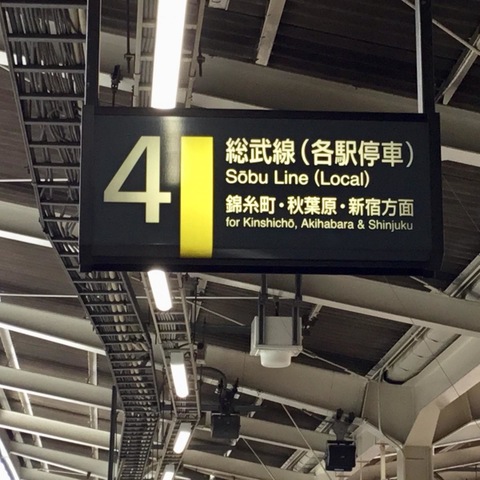 4
総武線(各駅停車)
Sōbu Line (Local)
錦糸町・秋葉原・新宿方面
for Kinshichō, Akihabara & Shinjuku